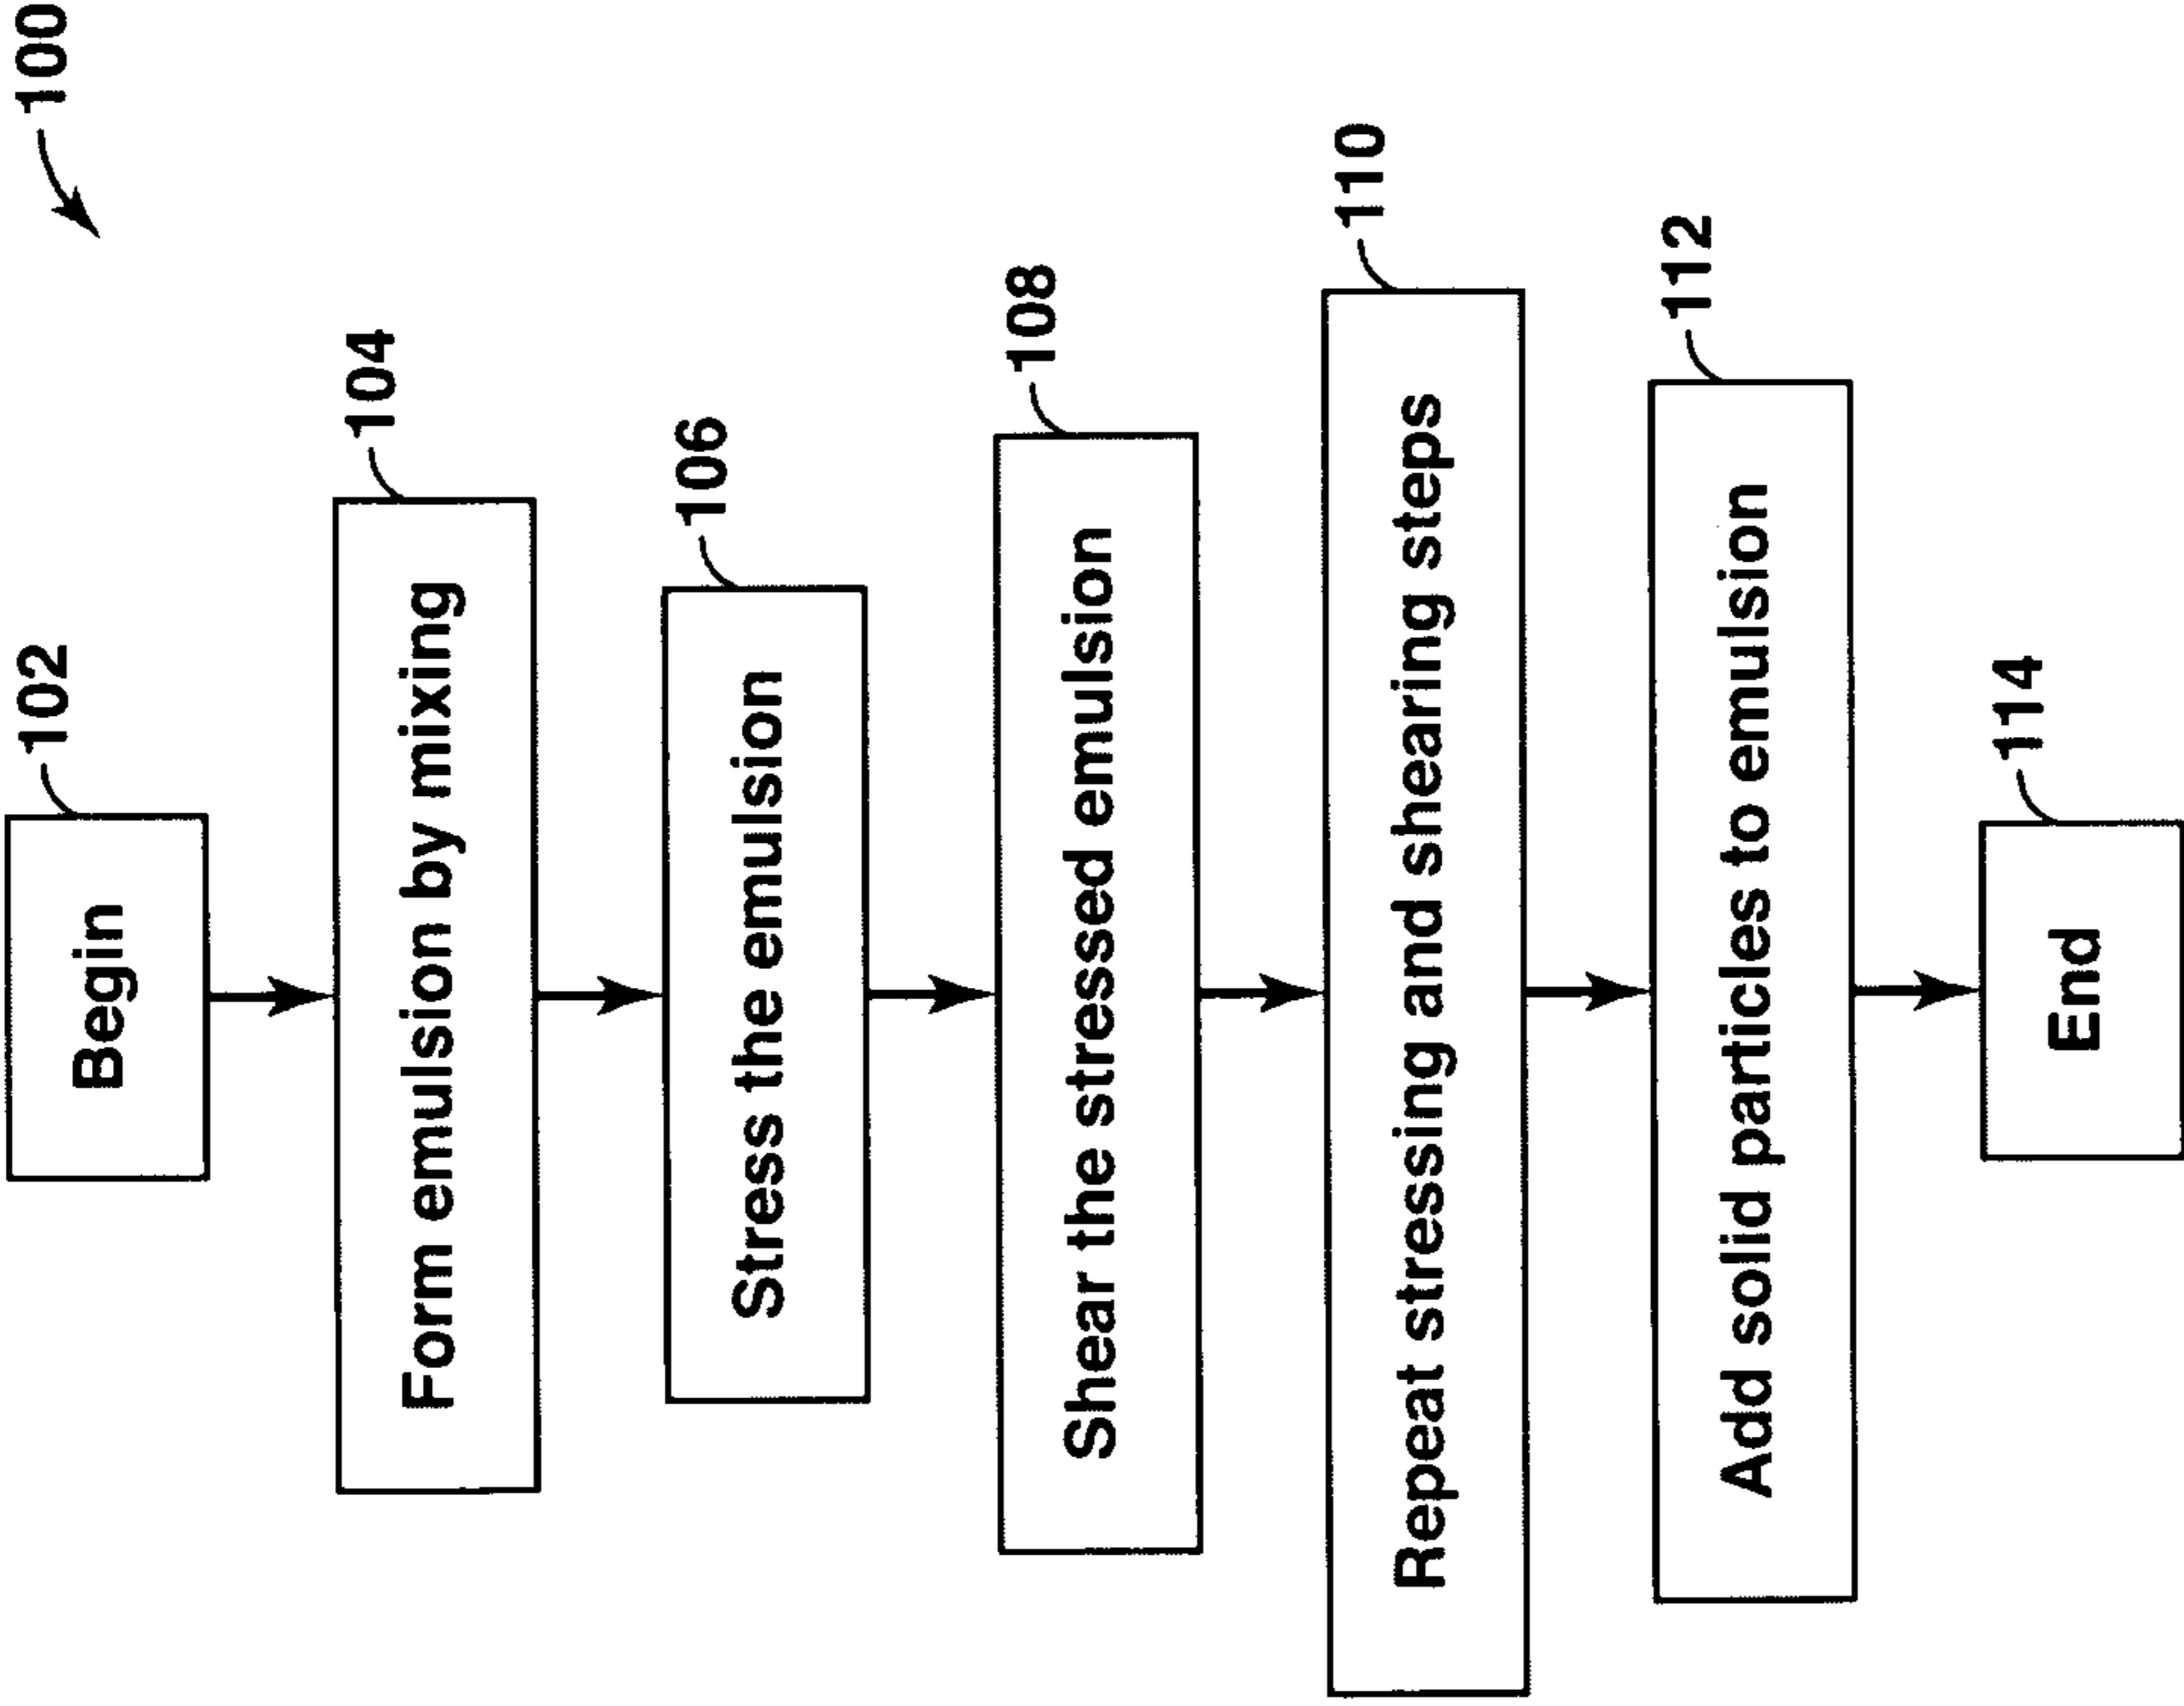 100
102
Begin
104
Form emulsion by mixing
106
Stress the emulsion
108
Shear the stressed emulsion
110
Repeat stressing and shearing steps
112
Add solid particles to emulsion
114
End